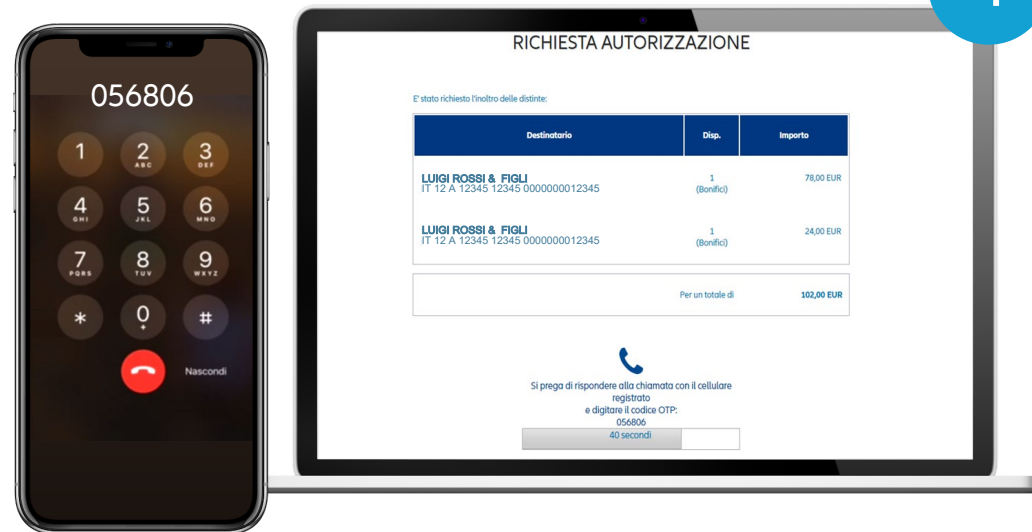 056806
1
2
ABC
3
DEF
4
GHI
5
JKL
6
MNO
7
PQRS
8
TUV
9
WXYZ
*
0
+
#
Nascondi
RICHIESTA AUTORIZZAZIONE
E' stato richiesto l'inoltro delle distinte:
Destinatario Disp. Importo
LUIGI ROSSI & FIGLI 1 78,00 EUR
IT 12 A 12345 12345 0000000012345 (Bonifici)
LUIGI ROSSI & FIGLI 1 24,00 EUR
IT 12 A 12345 12345 0000000012345 (Bonifici)
Per un totale di 102,00 EUR
Si prega di rispondere alla chiamata con il cellulare
registrato
e digitare il codice OTP:
056806
40 secondi